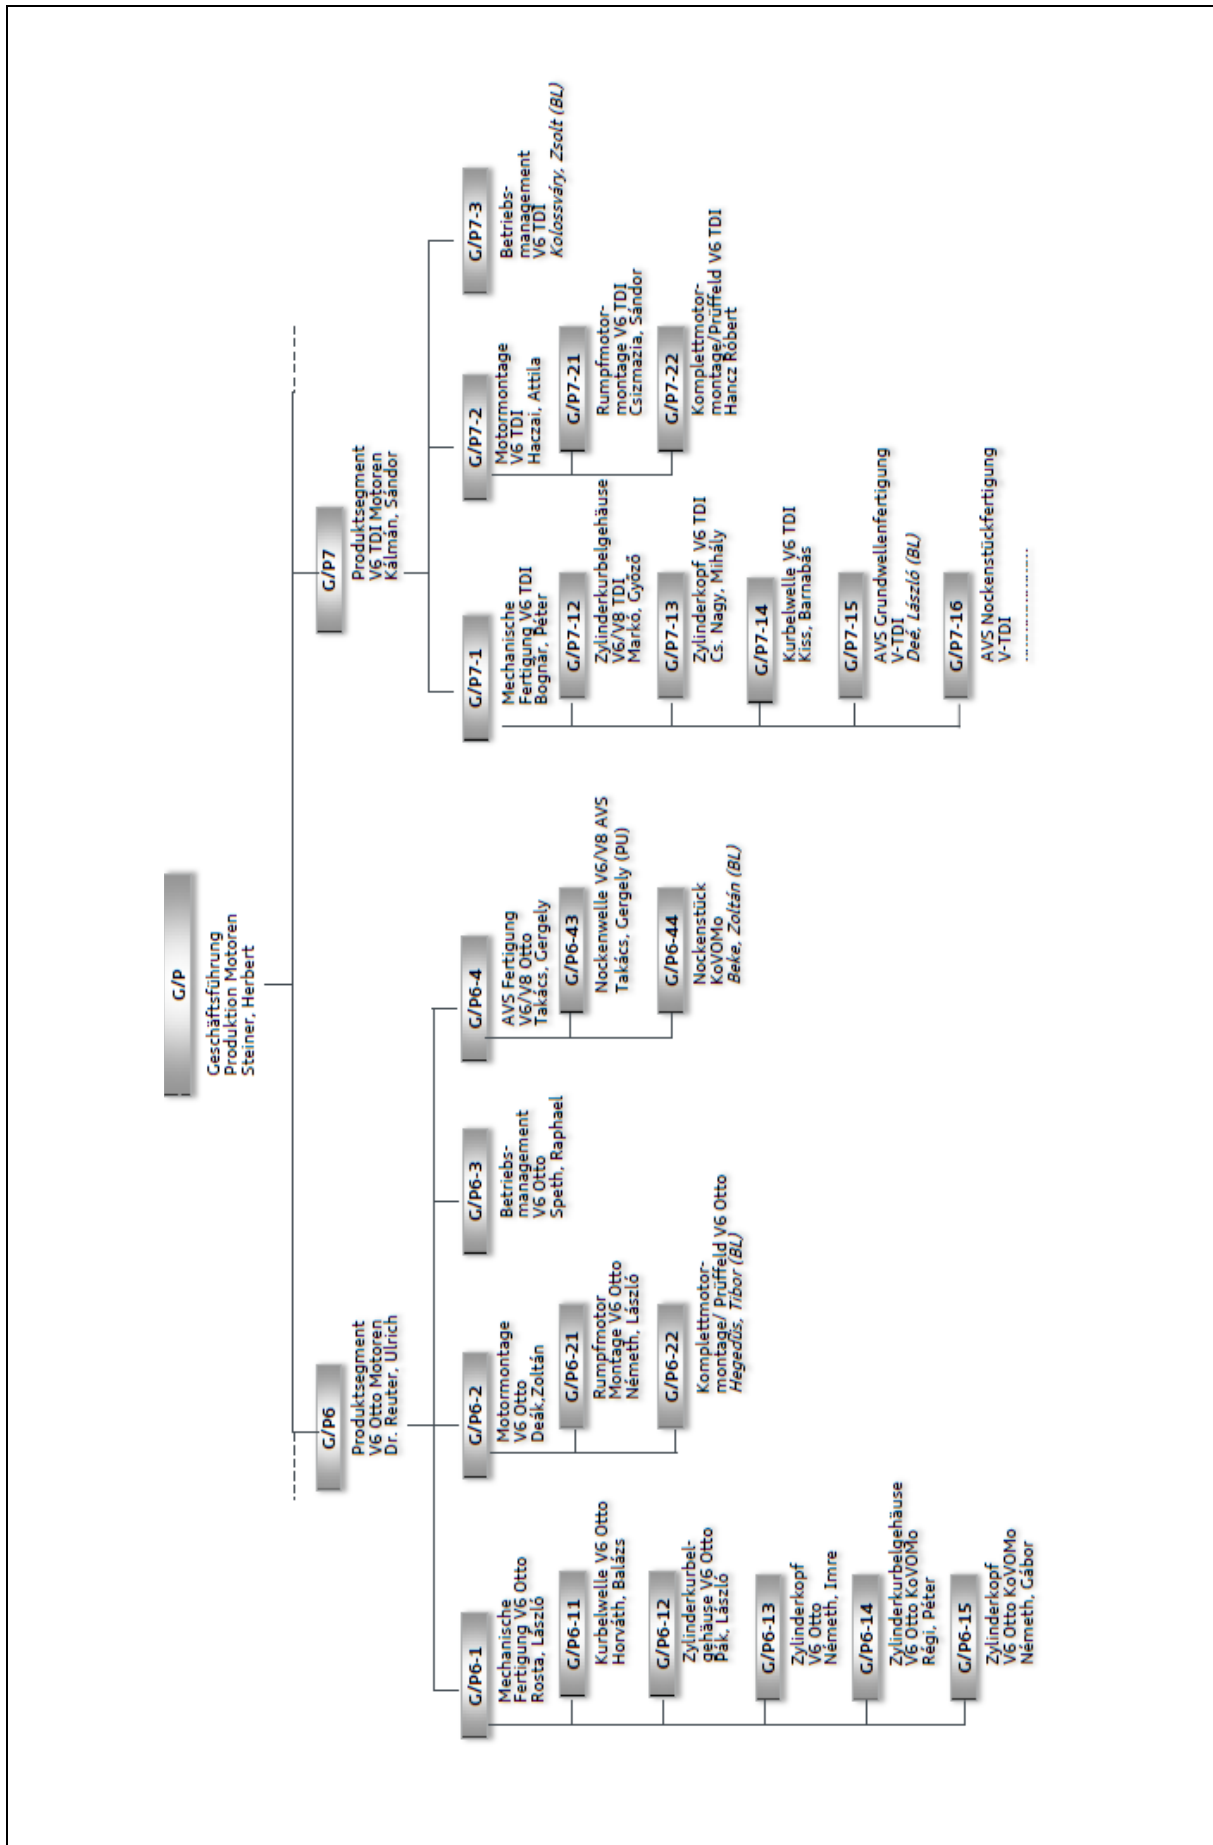 G/P
Geschäftsführung
Produktion Motoren
Steiner, Herbert
G/P6
Produktsegment
V6 Otto Motoren
Dr. Reuter, Ulrich
G/P6-1
Mechanische
Fertigung V6 Otto
Rosta, László
G/P6-11
Kurbelwelle V6 Otto
Horváth, Balázs
G/P6-12
Zylinderkurbel-
gehäuse V6 Otto
Pák, László
G/P6-13
Zylinderkopf
V6 Otto
Németh, Imre
G/P6-14
Zylinderkurbelgehäuse
V6 Otto KoVOMo
Régi, Péter
G/P6-15
Zylinderkopf
V6 Otto KoVOMo
Németh, Gábor
G/P6-2
Motormontage
V6 Otto
Deák,Zoltán
G/P6-21
Rumpfmotor
Montage V6 Otto
Németh, László
G/P6-22
Komplettmotor-
montage/ Prüffeld V6 Otto
Hegedűs, Tibor (BL)
G/P6-3
Betriebs-
management
V6 Otto
Speth, Raphael
G/P6-4
AVS Fertigung
V6/V8 Otto
Takács, Gergely
G/P6-43
Nockenwelle V6/V8 AVS
Takács, Gergely (PU)
G/P6-44
Nockenstück
KoVOMo
Beke, Zoltán (BL)
G/P7
Produktsegment
V6 TDI Motoren
Kálmán, Sándor
G/P7-1
Mechanische
Fertigung V6 TDI
Bognár, Péter
G/P7-12
Zylinderkurbelgehäuse
V6/V8 TDI
Markó, Győző
G/P7-13
Zylinderkopf V6 TDI
Cs. Nagy, Mihály
G/P7-14
Kurbelwelle V6 TDI
Kiss, Barnabás
G/P7-15
AVS Grundwellenfertigung
V-TDI
Deé, László (BL)
G/P7-16
AVS Nockenstückfertigung
V-TDI
G/P7-2
Motormontage
V6 TDI
Haczai, Attila
G/P7-21
Rumpfmotor-
montage V6 TDI
Csizmazia, Sándor
G/P7-22
Komplettmotor-
montage/Prüffeld V6 TDI
Hancz Róbert
G/P7-3
Betriebs-
management
V6 TDI
Kolossváry, Zsolt (BL)